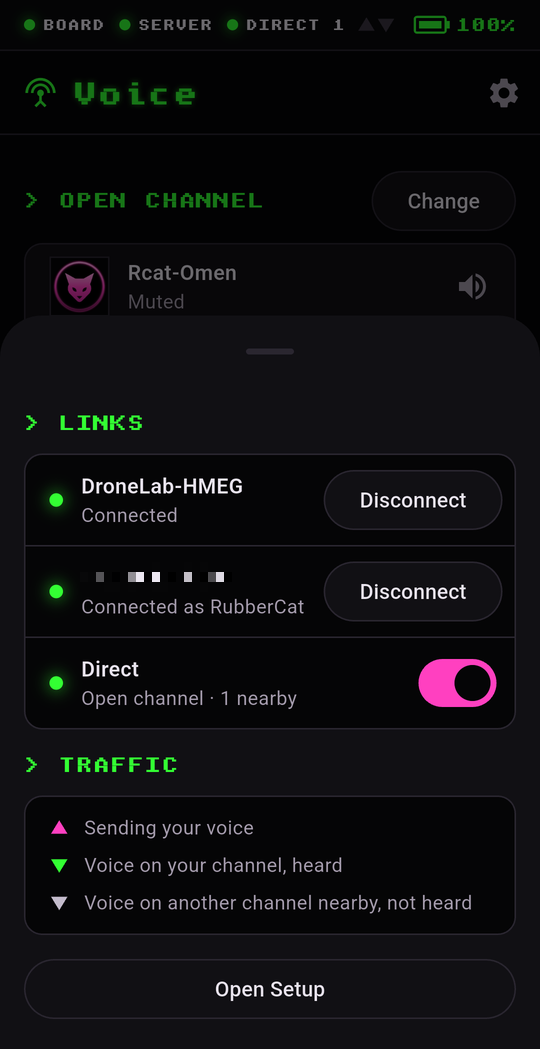 BOARD SERVER DIRECT 1 100%
Voice
> OPEN CHANNEL
Change
Rcat-Omen
Muted
> LINKS
DroneLab-HMEG
Connected
Disconnect
Connected as RubberCat
Disconnect
Direct
Open channel · 1 nearby
> TRAFFIC
Sending your voice
Voice on your channel, heard
Voice on another channel nearby, not heard
Open Setup